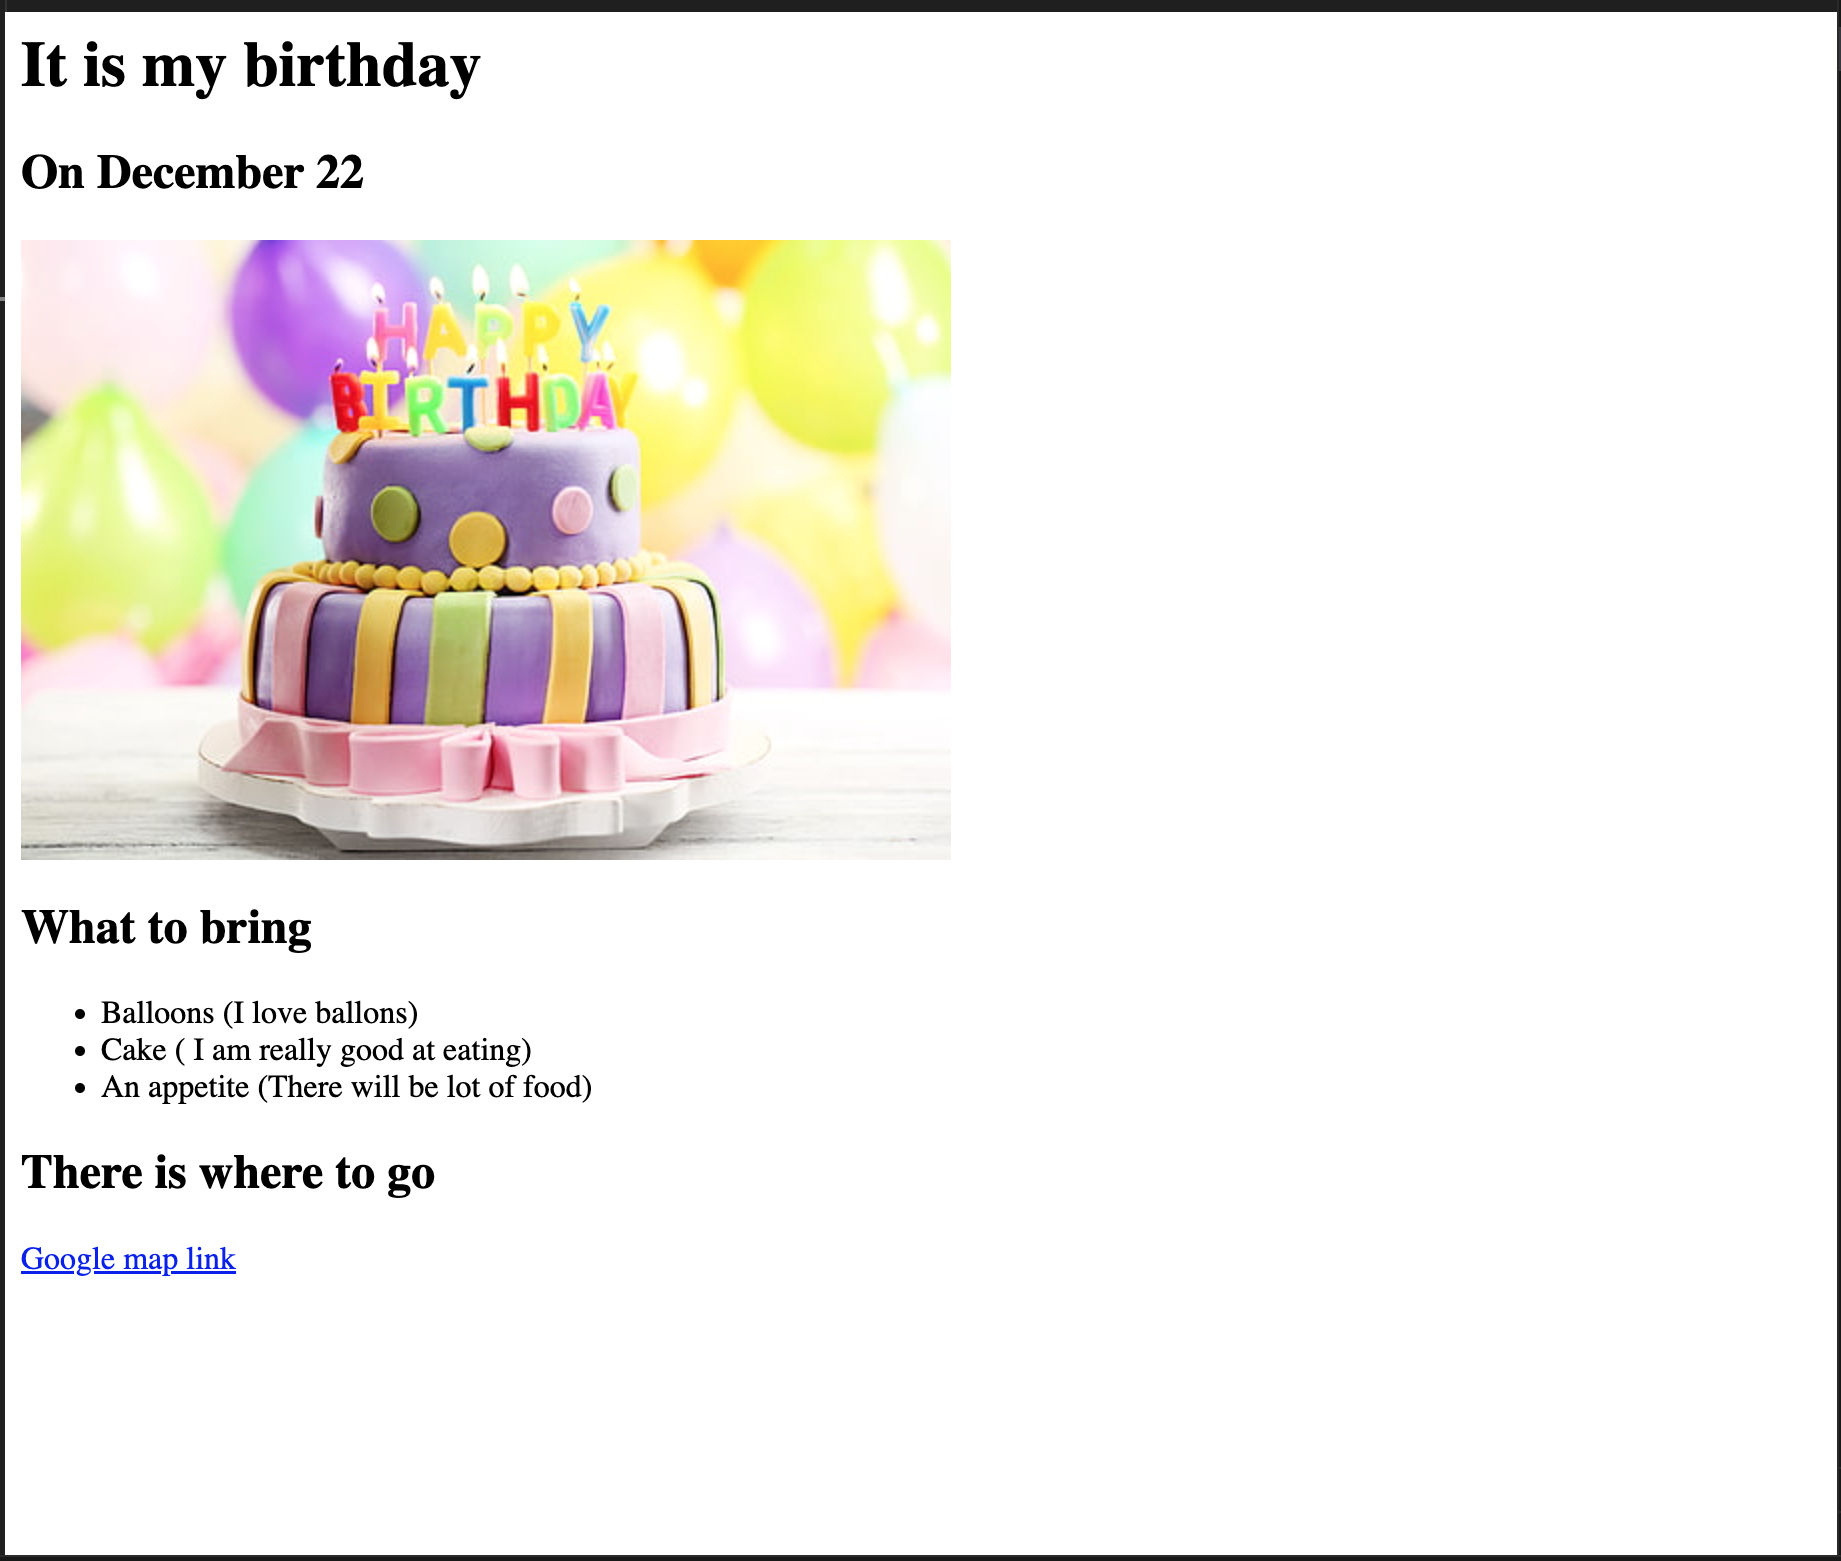 It is my birthday
On December 22
HAPPY
BIRTHDAY
What to bring
Balloons (I love ballons)
Cake ( I am really good at eating)
An appetite (There will be lot of food)
There is where to go
Google map link